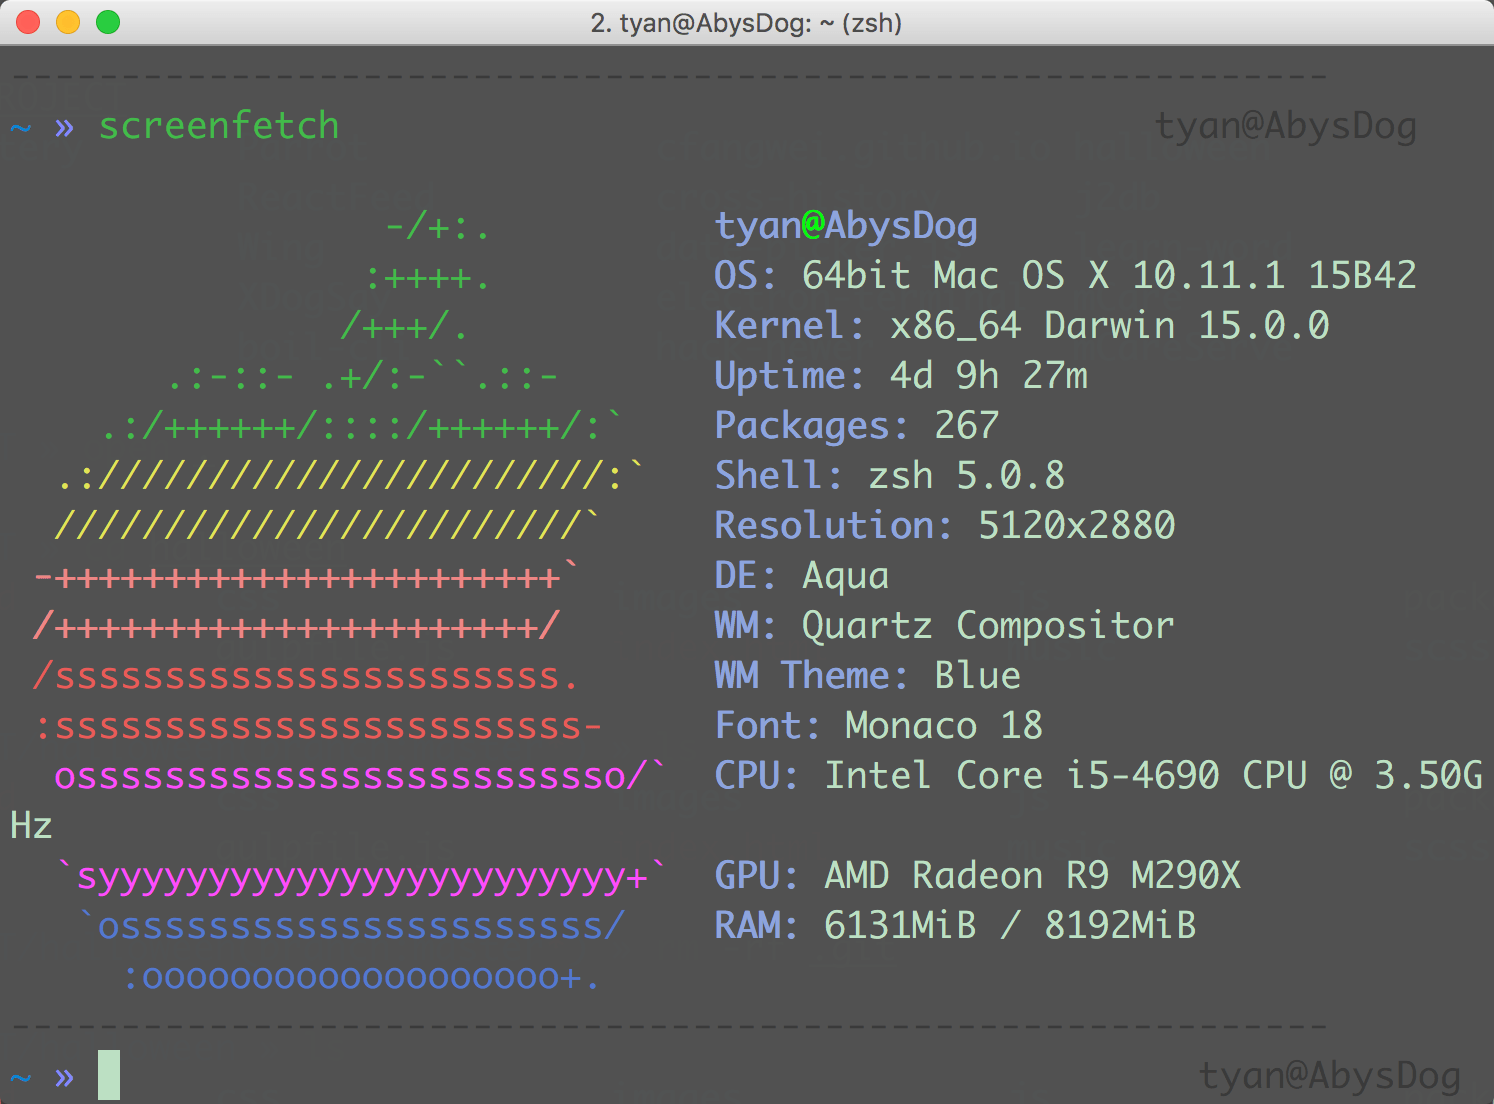 2. tyan@AbysDog: ~ (zsh)
------------------------------------------------------------
~ » screenfetch tyan@AbysDog
-/+:. tyan@AbysDog
:++++. OS: 64bit Mac OS X 10.11.1 15B42
/+++/. Kernel: x86_64 Darwin 15.0.0
.:-::- .+/:-``.::- Uptime: 4d 9h 27m
.:/++++++/::::/++++++/:` Packages: 267
.:///////////////////////:` Shell: zsh 5.0.8
////////////////////////` Resolution: 5120x2880
-+++++++++++++++++++++++` DE: Aqua
/++++++++++++++++++++++/ WM: Quartz Compositor
/sssssssssssssssssssssss. WM Theme: Blue
:ssssssssssssssssssssssss- Font: Monaco 18
osssssssssssssssssssssssso/` CPU: Intel Core i5-4690 CPU @ 3.50G
Hz
`syyyyyyyyyyyyyyyyyyyyyyyy+` GPU: AMD Radeon R9 M290X
`ossssssssssssssssssssss/ RAM: 6131MiB / 8192MiB
:ooooooooooooooooooo+.
------------------------------------------------------------
~ » tyan@AbysDog